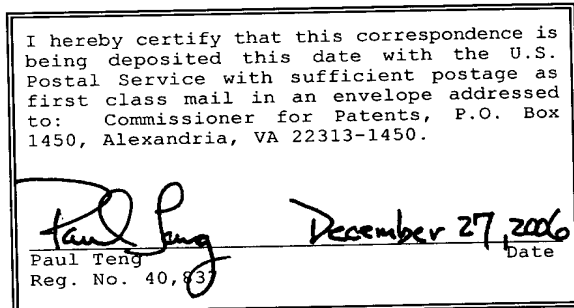 I hereby certify that this correspondence is
being deposited this date with the U.S.
Postal Service with sufficient postage as
first class mail in an envelope addressed
to: Commissioner for Patents, P.O. Box
1450, Alexandria, VA 22313-1450.
Paul Teng December 27, 2006
Paul Teng Date
Reg. No. 40,837